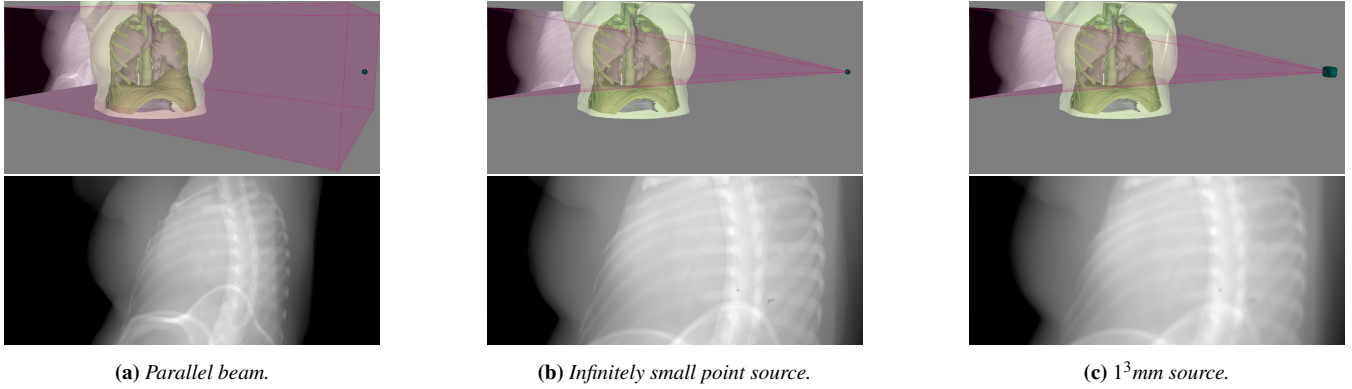 (a) Parallel beam.
(b) Infinitely small point source.
(c) 1³mm source.